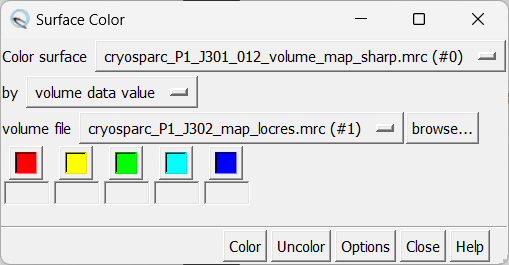 Surface Color
Color surface cryosparc_P1_J301_012_volume_map_sharp.mrc (#0)
by volume data value
volume file cryosparc_P1_J302_map_locres.mrc (#1) browse...
Color Uncolor Options Close Help